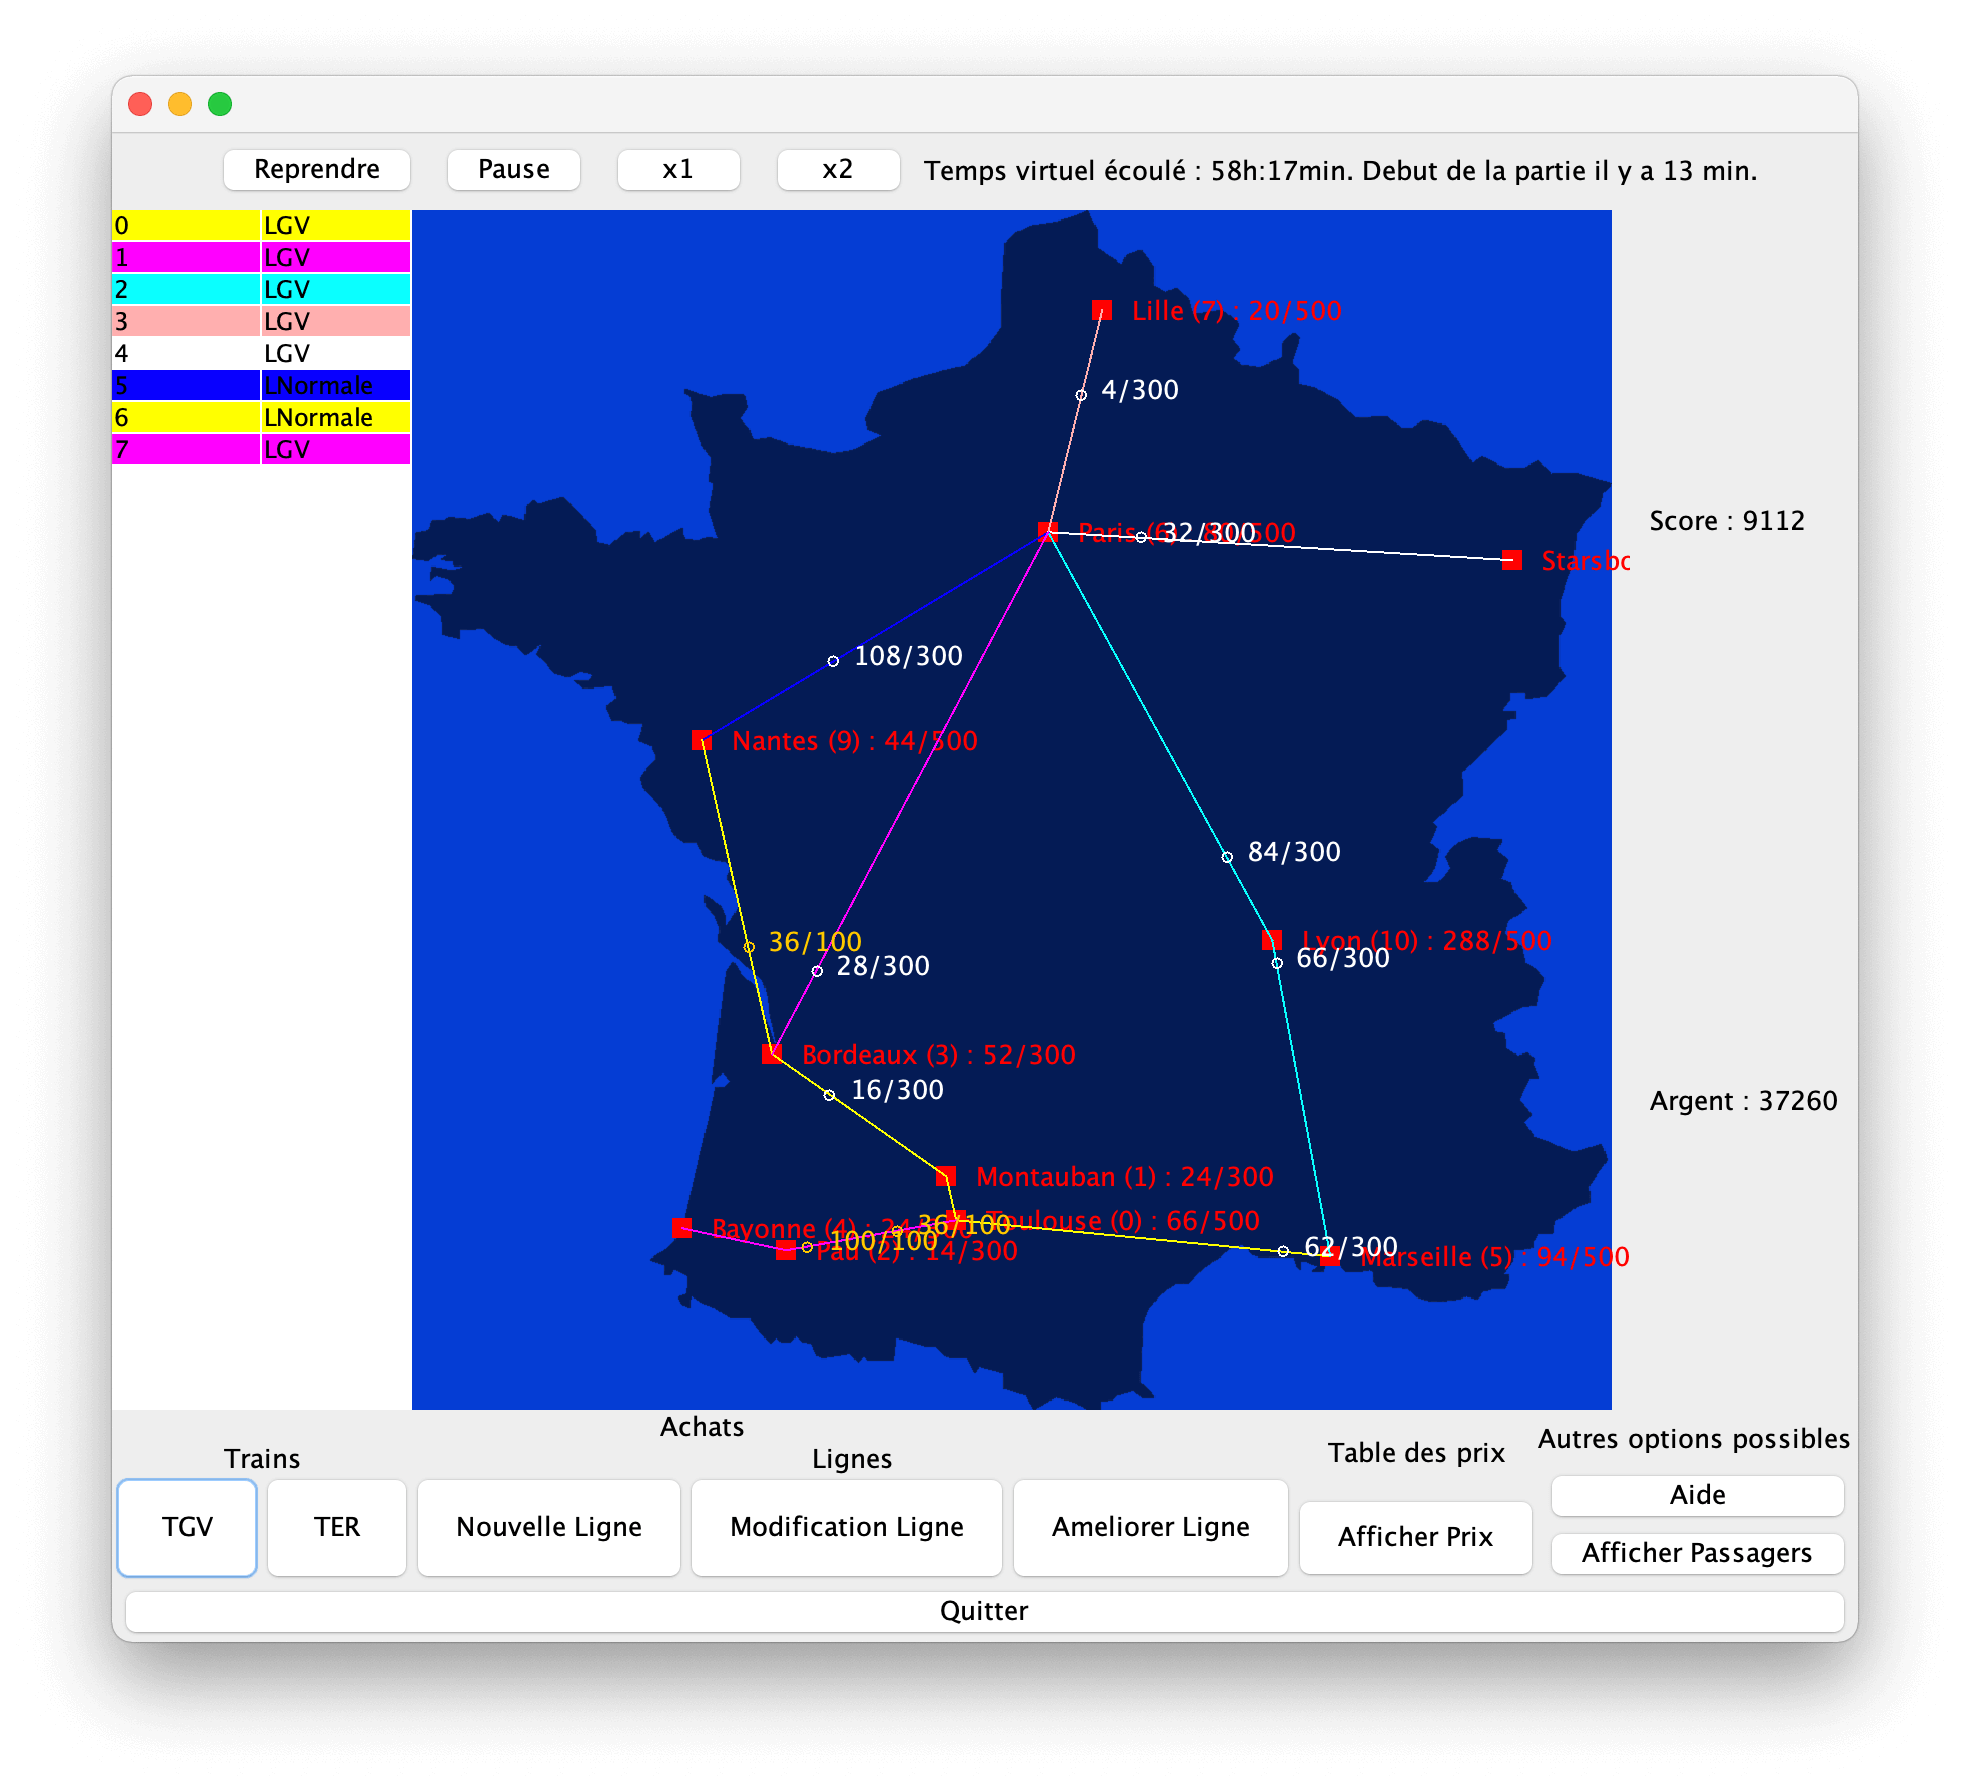 Reprendre
Pause
x1
x2
Temps virtuel écoulé : 58h:17min. Debut de la partie il y a 13 min.
0 LGV
1 LGV
2 LGV
3 LGV
4 LGV
5 LNormale
6 LNormale
7 LGV
Lille (7) : 20/500
4/300
Score : 9112
Paris (6) : 80/500
32/300
Starsbo
108/300
Nantes (9) : 44/500
84/300
36/100
Lyon (10) : 288/500
66/300
28/300
Bordeaux (3) : 52/300
16/300
Argent : 37260
Montauban (1) : 24/300
Toulouse (0) : 66/500
Bayonne (4) :
36/100
100/100
Pau (2) : 14/300
62/300
Marseille (5) : 94/500
Achats
Trains
Lignes
Table des prix
Autres options possibles
TGV
TER
Nouvelle Ligne
Modification Ligne
Ameliorer Ligne
Afficher Prix
Aide
Afficher Passagers
Quitter